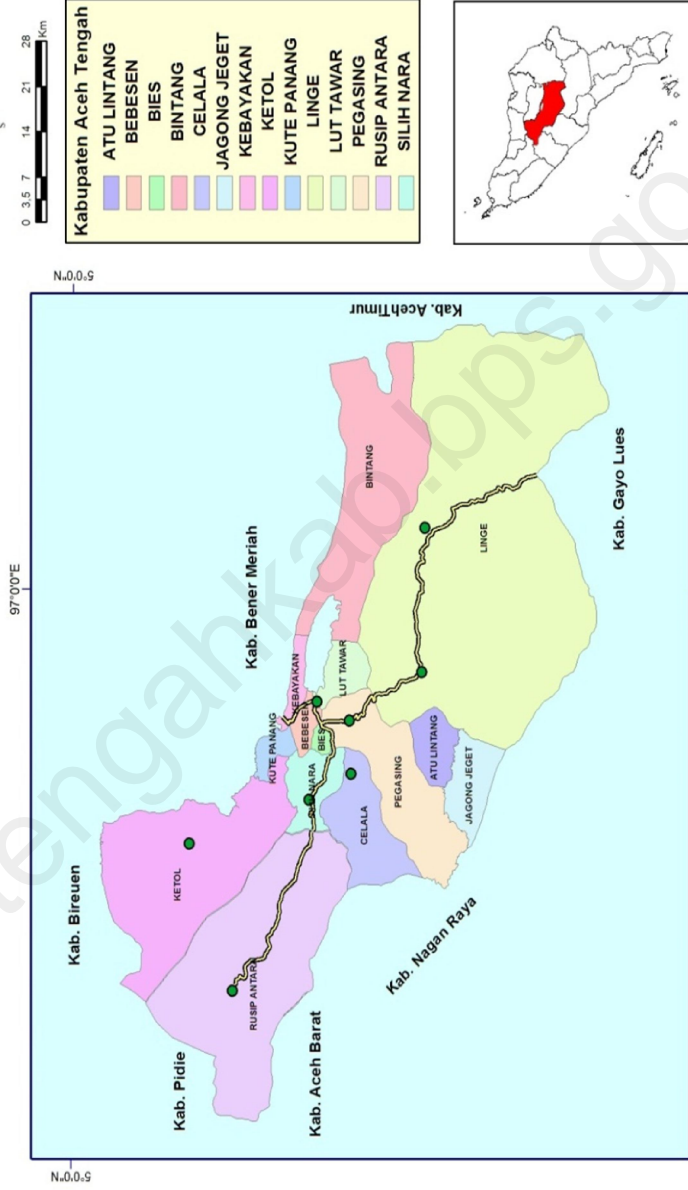 0 3.5 7 14 21 28
Km
s
Kabupaten Aceh Tengah
ATU LINTANG
BEBESEN
BIES
BINTANG
CELALA
JAGONG JEGET
KEBAYAKAN
KETOL
KUTE PANANG
LINGE
LUT TAWAR
PEGASING
RUSIP ANTARA
SILIH NARA
97°0'0"E
5°0'0"N
5°0'0"N
Kab. Bireuen
Kab. Pidie
Kab. Aceh Barat
Kab. Nagan Raya
Kab. Bener Meriah
Kab. AcehTimur
Kab. Gayo Lues
KETOL
RUSIP ANTARA
KUTE PANANG
KEBAYAKAN
BEBESEN
BIES
NARA
CELALA
PEGASING
ATU LINTANG
JAGONG JEGET
LUT TAWAR
BINTANG
LINGE
tengahkab.bps.go